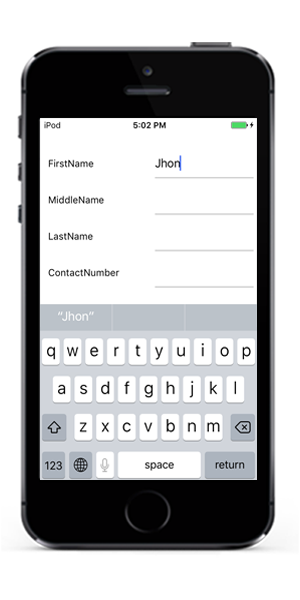 iPod 5:02 PM
FirstName Jhon
MiddleName
LastName
ContactNumber
“Jhon”
q w e r t y u i o p
a s d f g h j k l
z x c v b n m
123 space return